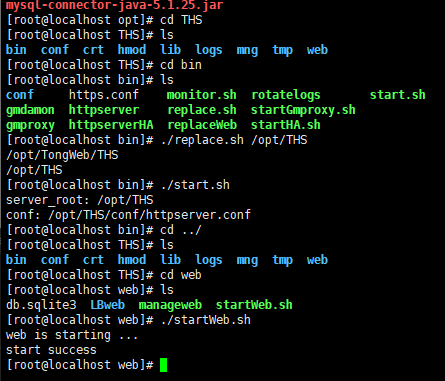 mysql-connector-java-5.1.25.jar
[root@localhost opt]# cd THS
[root@localhost THS]# ls
bin conf crt hmod lib logs mng tmp web
[root@localhost THS]# cd bin
[root@localhost bin]# ls
conf https.conf monitor.sh rotatelogs start.sh
gmdamon httpserver replace.sh startGmproxy.sh
gmproxy httpserverHA replaceWeb startHA.sh
[root@localhost bin]# ./replace.sh /opt/THS
/opt/TongWeb/THS
/opt/THS
[root@localhost bin]# ./start.sh
server_root: /opt/THS
conf: /opt/THS/conf/httpserver.conf
[root@localhost bin]# cd ../
[root@localhost THS]# ls
bin conf crt hmod lib logs mng tmp web
[root@localhost THS]# cd web
[root@localhost web]# ls
db.sqlite3 LBweb manageweb startWeb.sh
[root@localhost web]# ./startWeb.sh
web is starting ...
start success
[root@localhost web]#